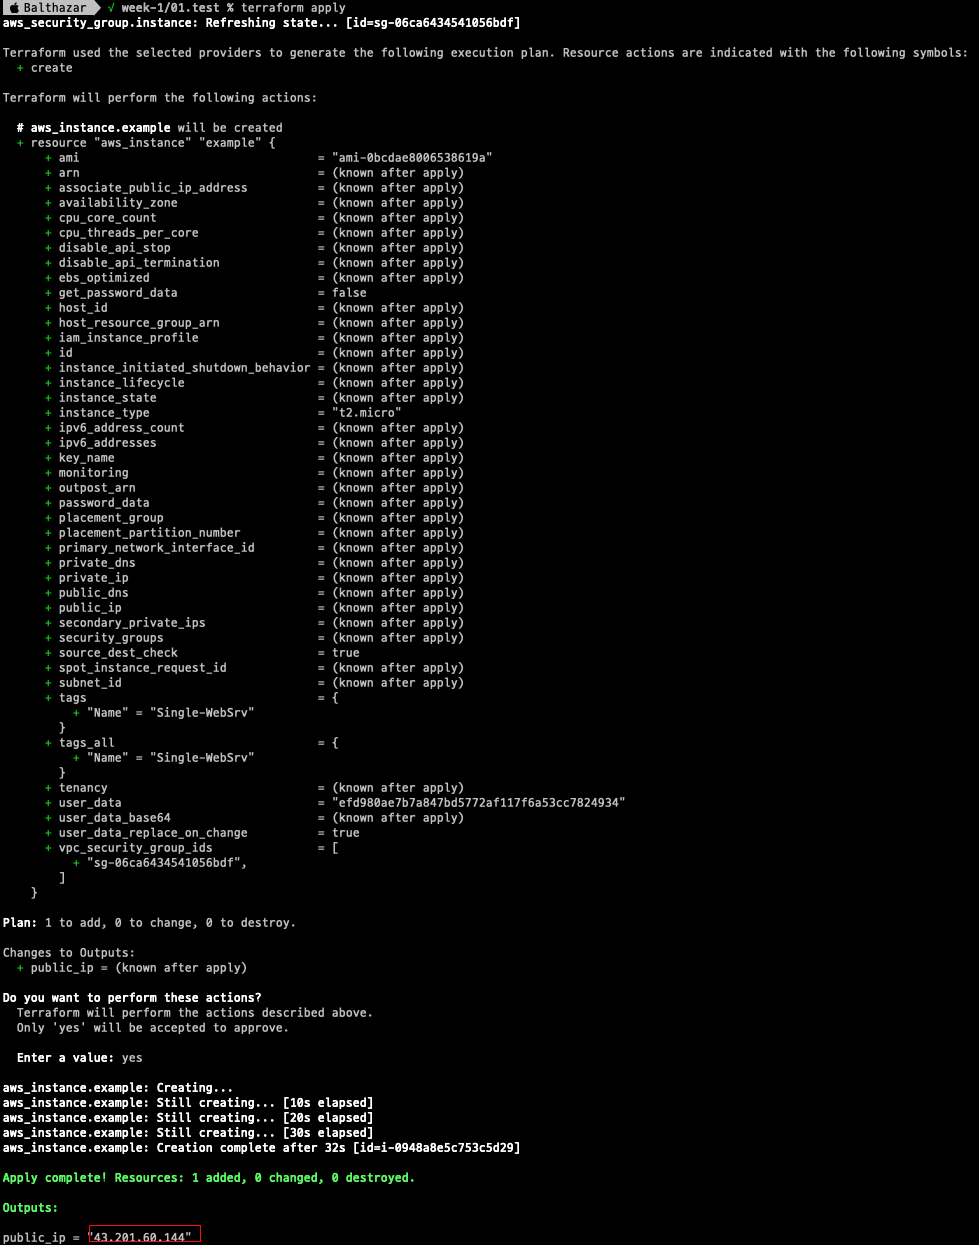 Balthazar √ week-1/01.test % terraform apply
aws_security_group.instance: Refreshing state... [id=sg-06ca6434541056bdf]
Terraform used the selected providers to generate the following execution plan. Resource actions are indicated with the following symbols:
+ create
Terraform will perform the following actions:
# aws_instance.example will be created
+ resource "aws_instance" "example" {
+ ami = "ami-0bcdae8006538619a"
+ arn = (known after apply)
+ associate_public_ip_address = (known after apply)
+ availability_zone = (known after apply)
+ cpu_core_count = (known after apply)
+ cpu_threads_per_core = (known after apply)
+ disable_api_stop = (known after apply)
+ disable_api_termination = (known after apply)
+ ebs_optimized = (known after apply)
+ get_password_data = false
+ host_id = (known after apply)
+ host_resource_group_arn = (known after apply)
+ iam_instance_profile = (known after apply)
+ id = (known after apply)
+ instance_initiated_shutdown_behavior = (known after apply)
+ instance_lifecycle = (known after apply)
+ instance_state = (known after apply)
+ instance_type = "t2.micro"
+ ipv6_address_count = (known after apply)
+ ipv6_addresses = (known after apply)
+ key_name = (known after apply)
+ monitoring = (known after apply)
+ outpost_arn = (known after apply)
+ password_data = (known after apply)
+ placement_group = (known after apply)
+ placement_partition_number = (known after apply)
+ primary_network_interface_id = (known after apply)
+ private_dns = (known after apply)
+ private_ip = (known after apply)
+ public_dns = (known after apply)
+ public_ip = (known after apply)
+ secondary_private_ips = (known after apply)
+ security_groups = (known after apply)
+ source_dest_check = true
+ spot_instance_request_id = (known after apply)
+ subnet_id = (known after apply)
+ tags = {
+ "Name" = "Single-WebSrv"
}
+ tags_all = {
+ "Name" = "Single-WebSrv"
}
+ tenancy = (known after apply)
+ user_data = "efd980ae7b7a847bd5772af117f6a53cc7824934"
+ user_data_base64 = (known after apply)
+ user_data_replace_on_change = true
+ vpc_security_group_ids = [
+ "sg-06ca6434541056bdf",
]
}
Plan: 1 to add, 0 to change, 0 to destroy.
Changes to Outputs:
+ public_ip = (known after apply)
Do you want to perform these actions?
Terraform will perform the actions described above.
Only 'yes' will be accepted to approve.
Enter a value: yes
aws_instance.example: Creating...
aws_instance.example: Still creating... [10s elapsed]
aws_instance.example: Still creating... [20s elapsed]
aws_instance.example: Still creating... [30s elapsed]
aws_instance.example: Creation complete after 32s [id=i-0948a8e5c753c5d29]
Apply complete! Resources: 1 added, 0 changed, 0 destroyed.
Outputs:
public_ip = "43.201.60.144"